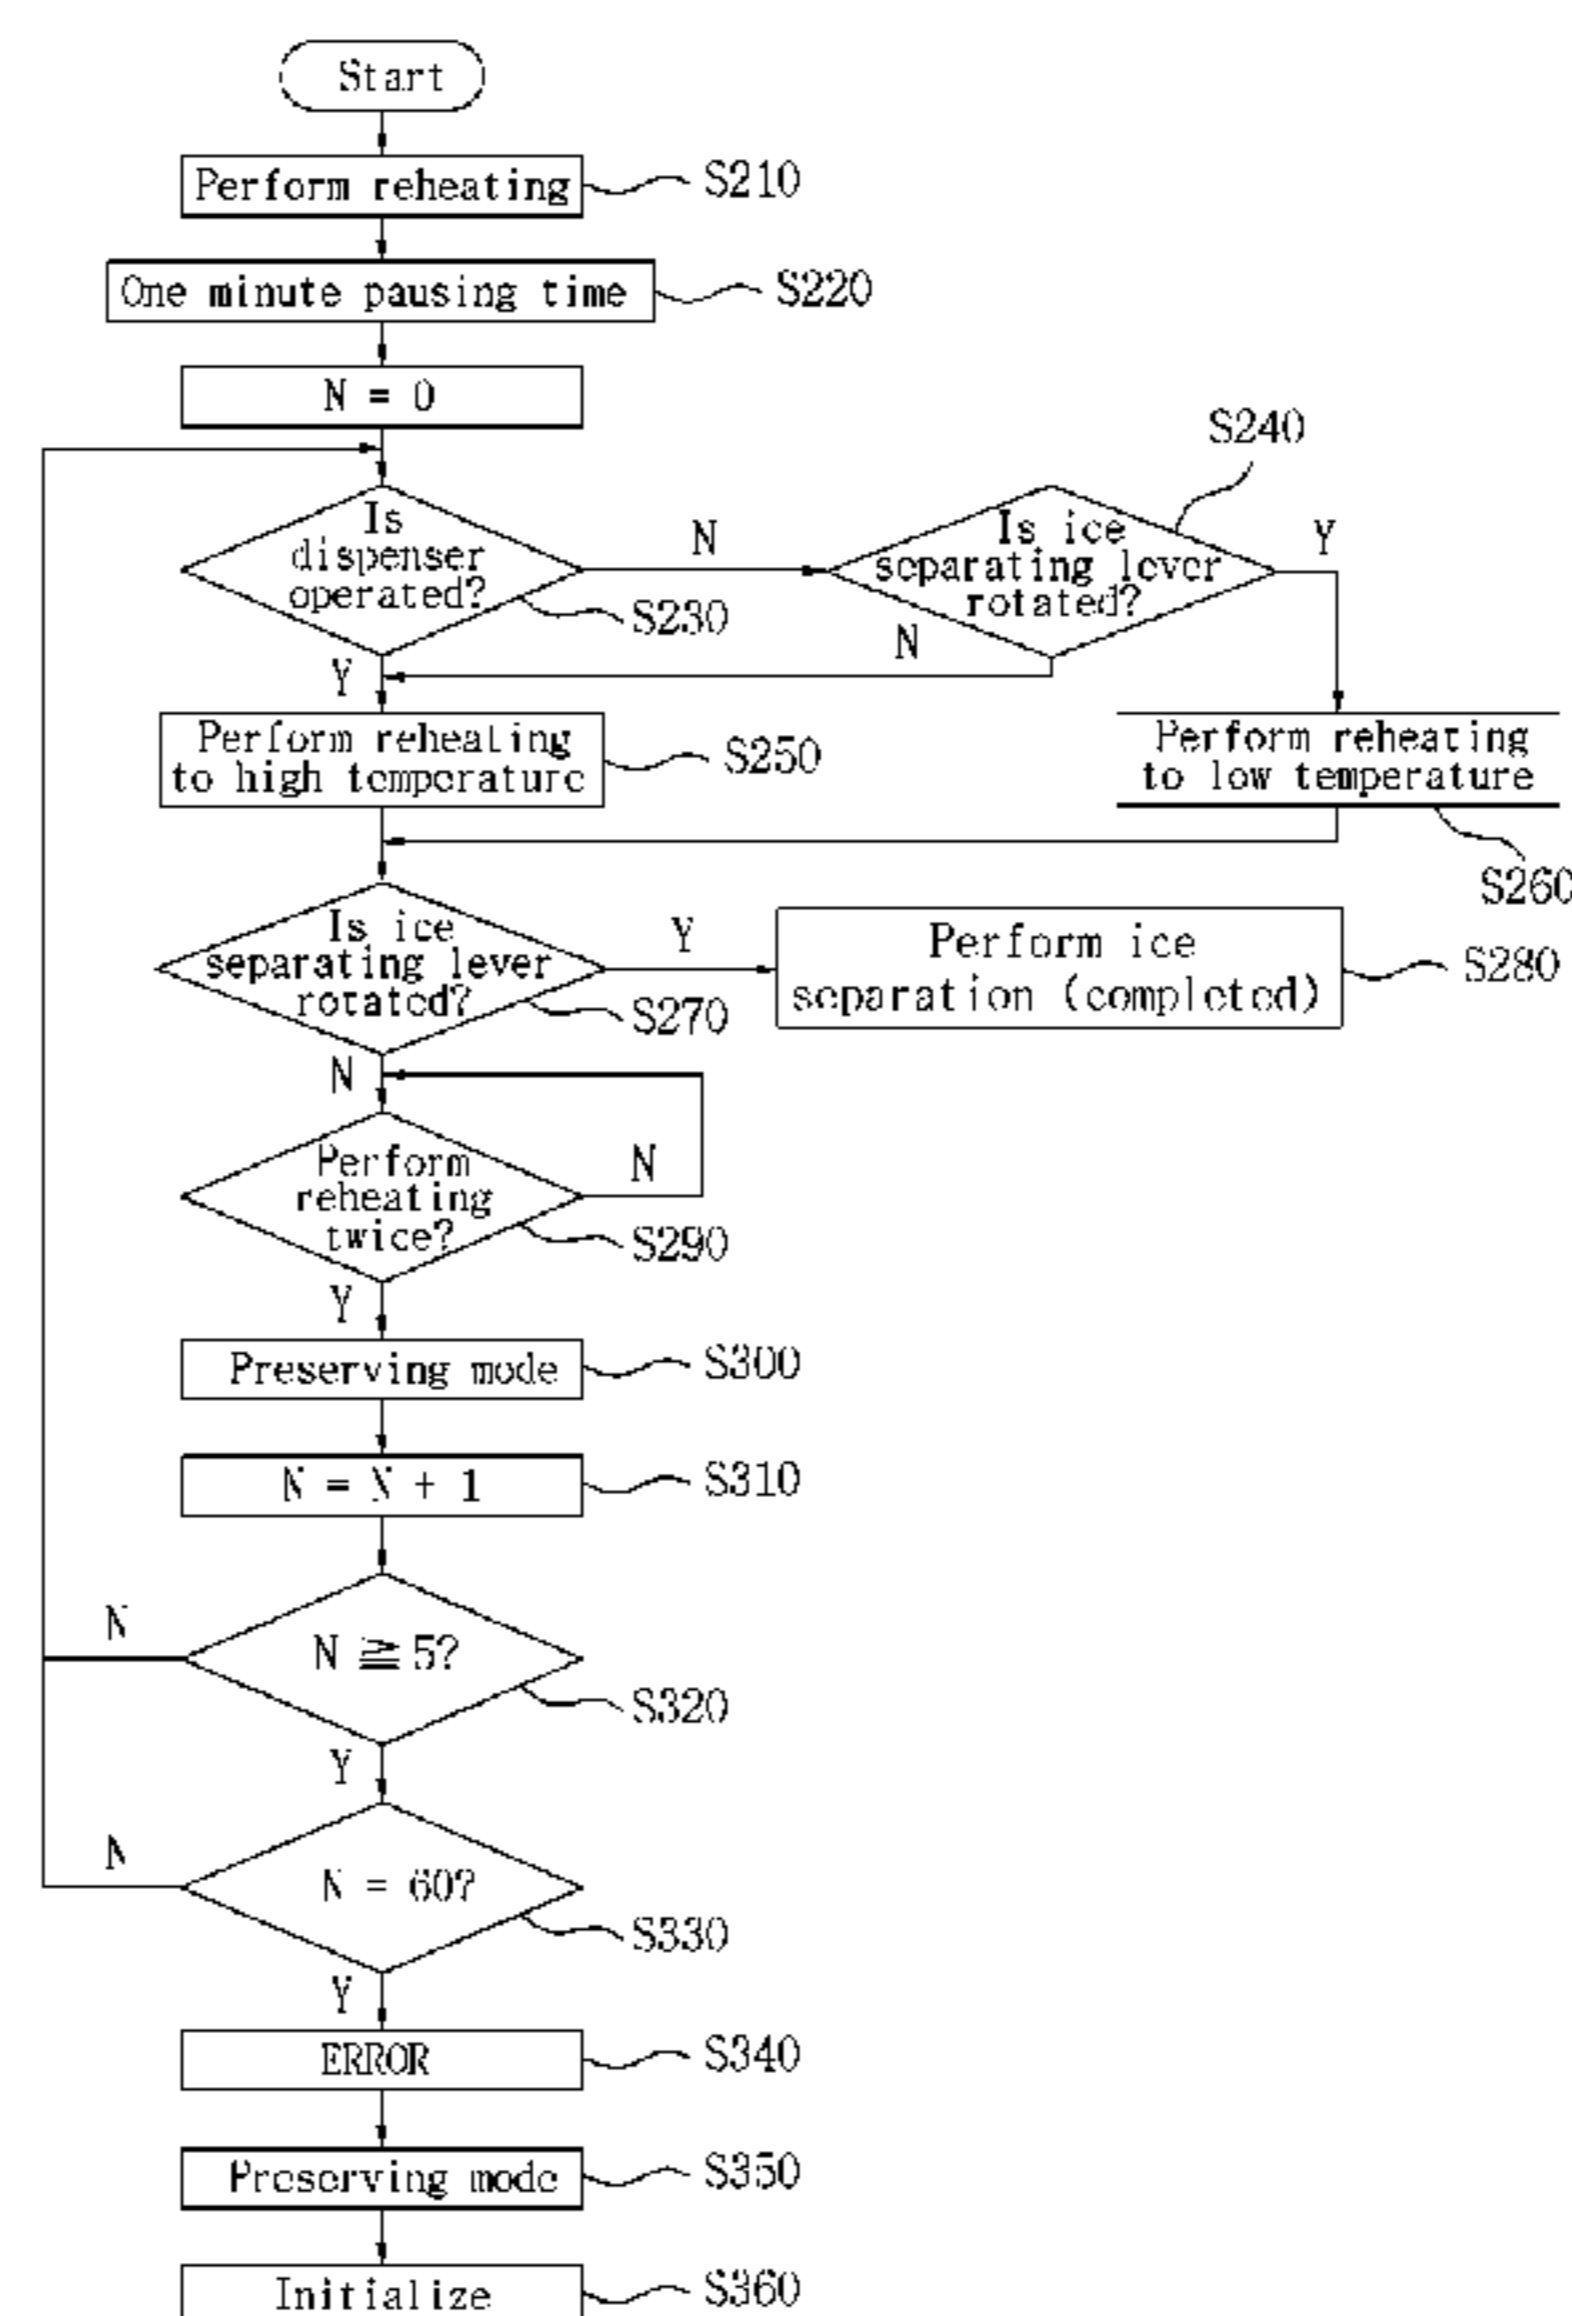 Start
Perform reheating
S210
One minute pausing time
S220
N = 0
S240
Is
dispenser
operated?
N
S230
Is ice
separating lever
rotated?
Y
N
Y
Perform reheating
to high temperature
S250
Perform reheating
to low temperature
S260
Is ice
separating lever
rotated?
Y
S270
Perform ice
separation (completed)
S280
N
Perform
reheating
twice?
N
S290
Y
Preserving mode
S300
N = N + 1
S310
N
N ≧ 5?
S320
Y
N
N = 60?
S330
Y
ERROR
S340
Preserving mode
S350
Initialize
S360